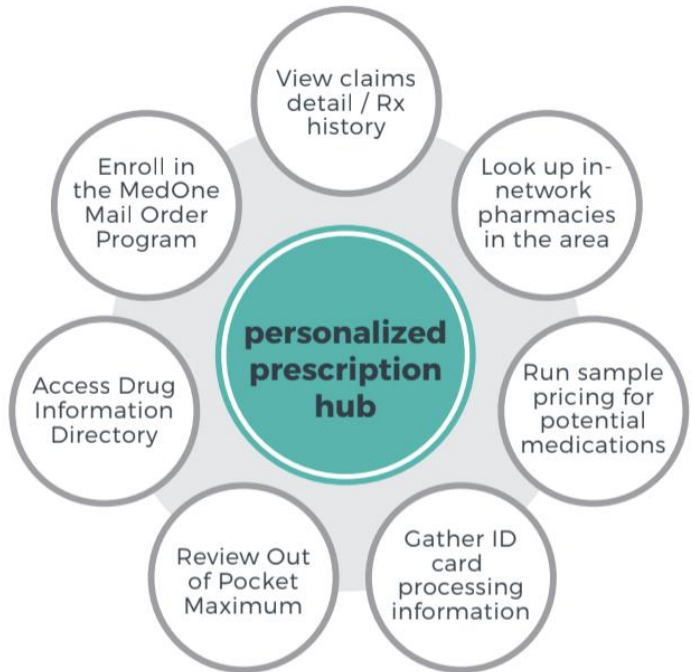 View claims
detail / Rx
history
Look up in-
network
pharmacies
in the area
Run sample
pricing for
potential
medications
Gather ID
card
processing
information
Review Out
of Pocket
Maximum
Access Drug
Information
Directory
Enroll in
the MedOne
Mail Order
Program
personalized
prescription
hub